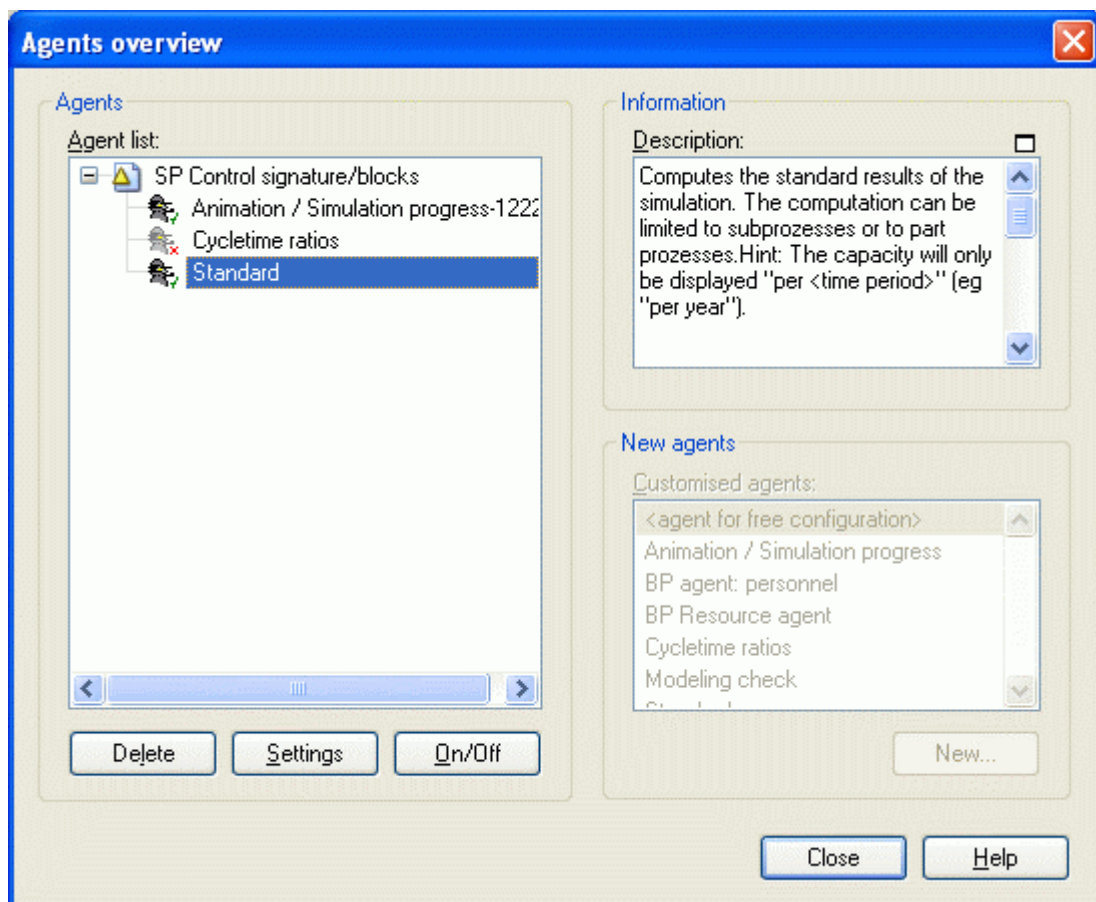 Agents overview
Agents
Agent list:
SP Control signature/blocks
Animation / Simulation progress-1222
Cycletime ratios
Standard
Delete
Settings
On/Off
Information
Description:
Computes the standard results of the
simulation. The computation can be
limited to subprozesses or to part
prozesses.Hint: The capacity will only
be displayed "per <time period>" (eg
"per year").
New agents
Customised agents:
<agent for free configuration>
Animation / Simulation progress
BP agent: personnel
BP Resource agent
Cycletime ratios
Modeling check
New...
Close
Help